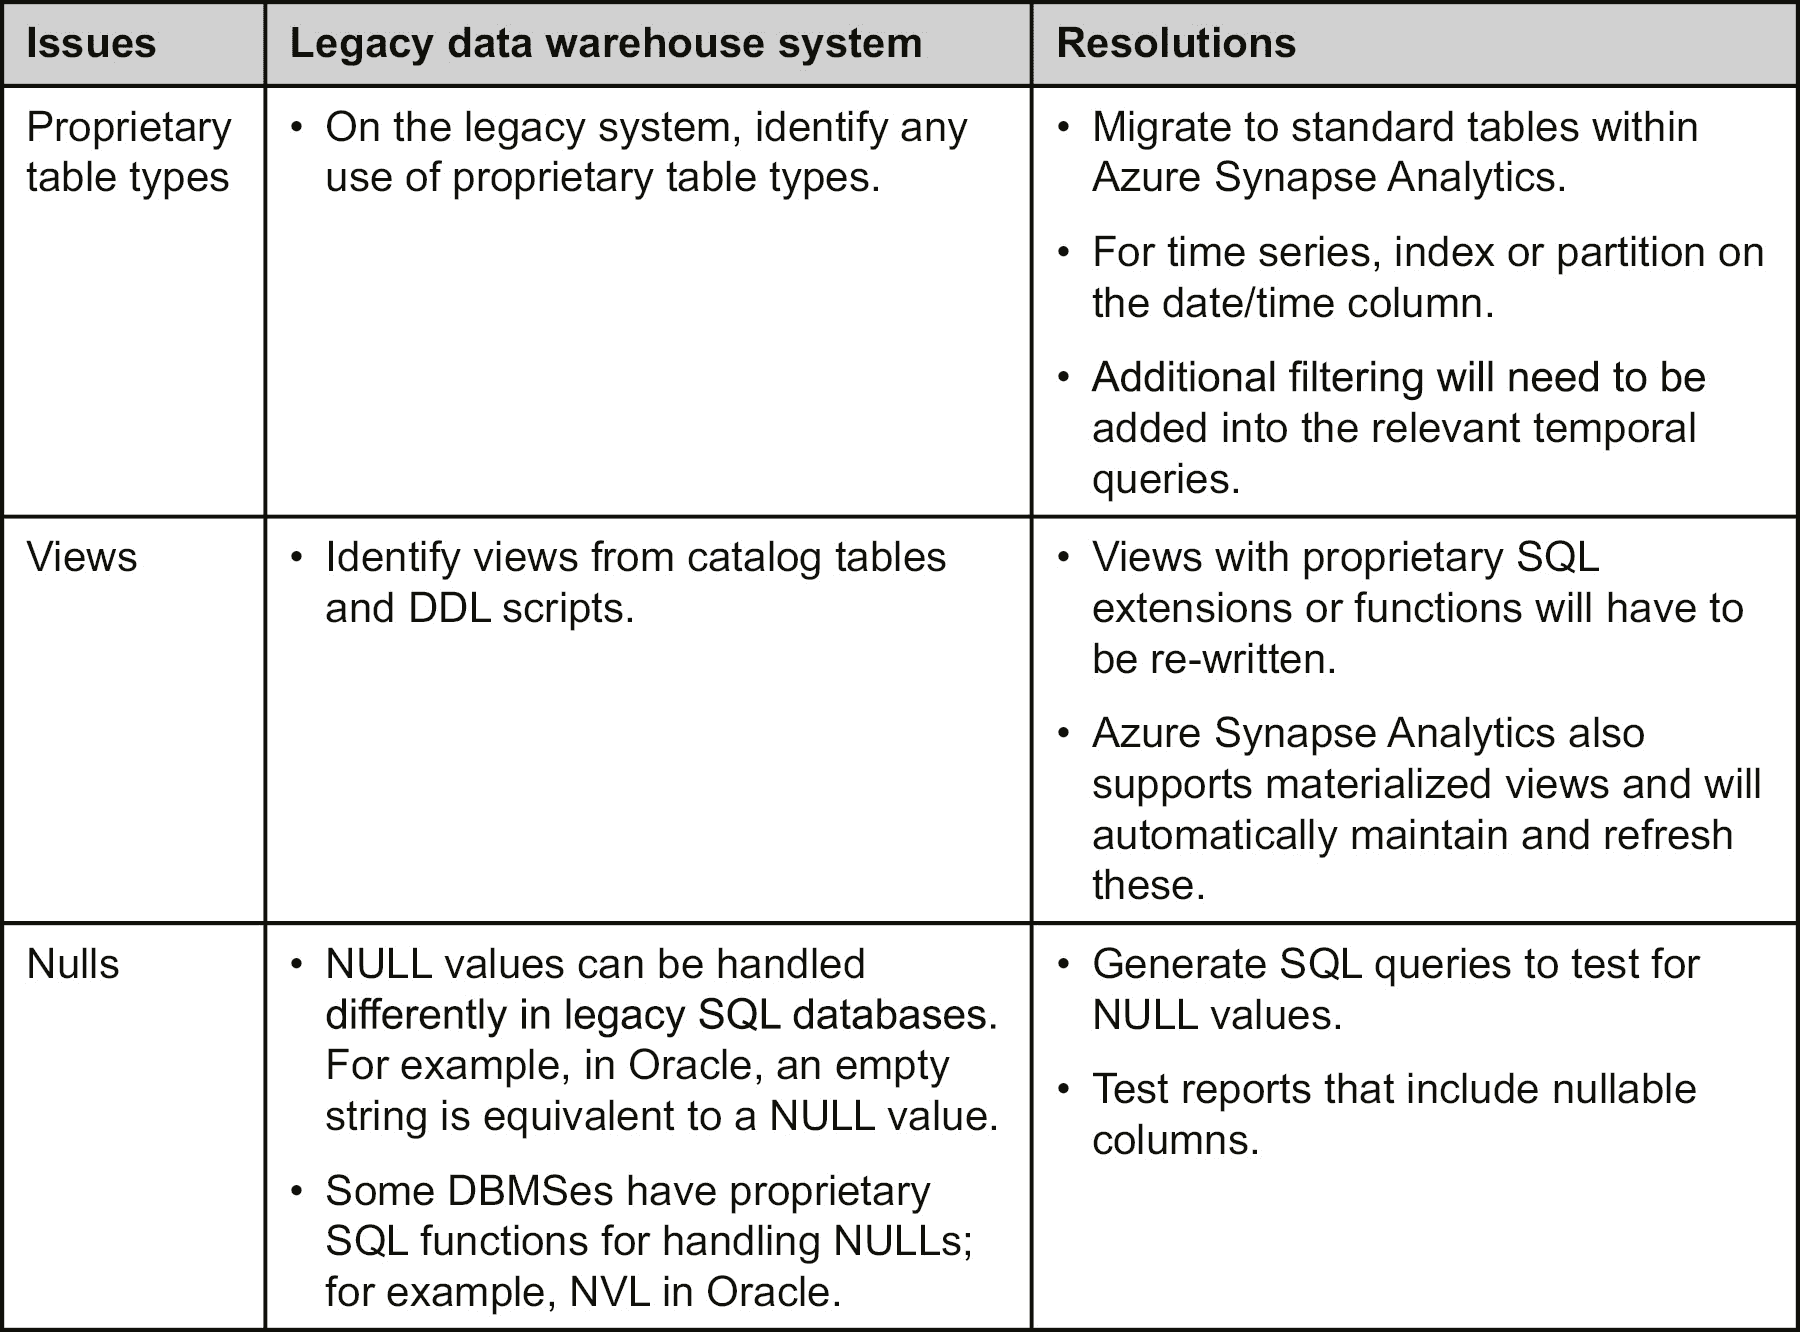 Issues
Legacy data warehouse system
Resolutions
Proprietary
table types
• On the legacy system, identify any
use of proprietary table types.
• Migrate to standard tables within
Azure Synapse Analytics.
• For time series, index or partition on
the date/time column.
• Additional filtering will need to be
added into the relevant temporal
queries.
Views
• Identify views from catalog tables
and DDL scripts.
• Views with proprietary SQL
extensions or functions will have to
be re-written.
• Azure Synapse Analytics also
supports materialized views and will
automatically maintain and refresh
these.
Nulls
• NULL values can be handled
differently in legacy SQL databases.
For example, in Oracle, an empty
string is equivalent to a NULL value.
• Some DBMSes have proprietary
SQL functions for handling NULLs;
for example, NVL in Oracle.
• Generate SQL queries to test for
NULL values.
• Test reports that include nullable
columns.